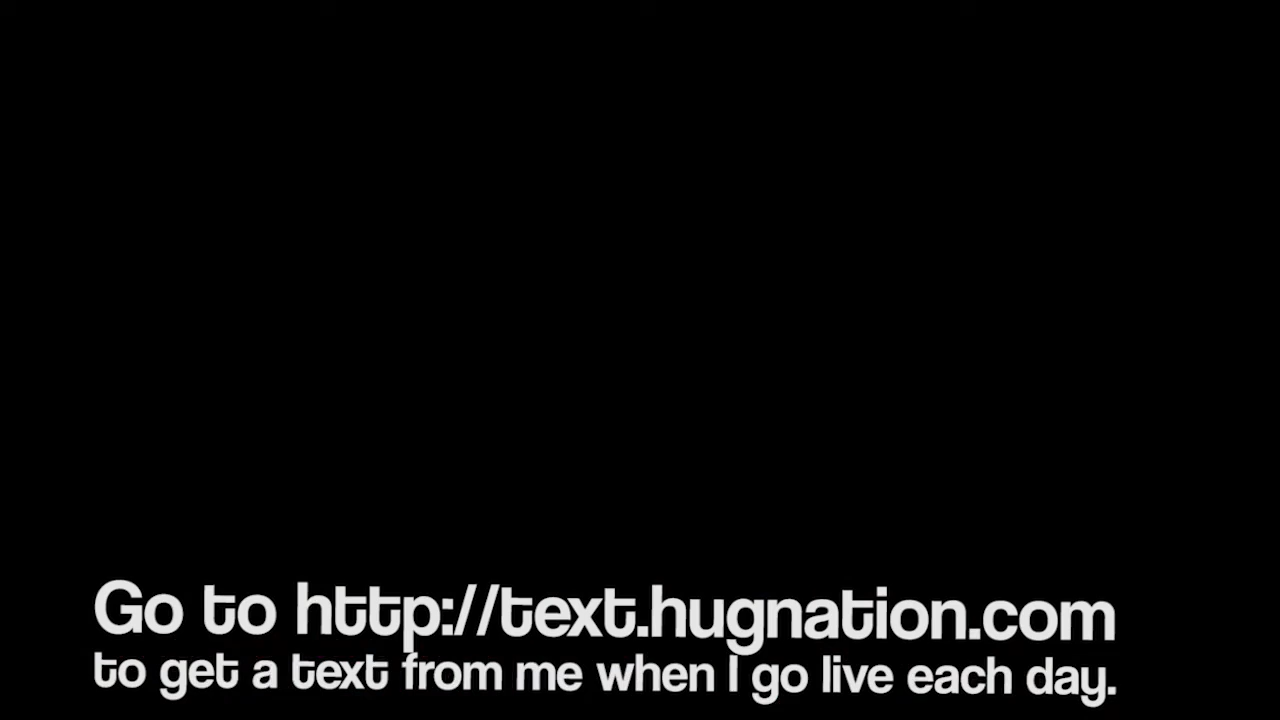 Go to http://text.hugnation.com
to get a text from me when I go live each day.